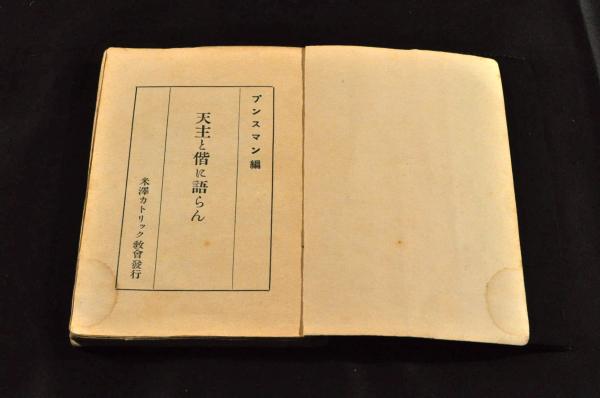 プンスマン編
天主と偕に語らん
米澤カトリック教會發行